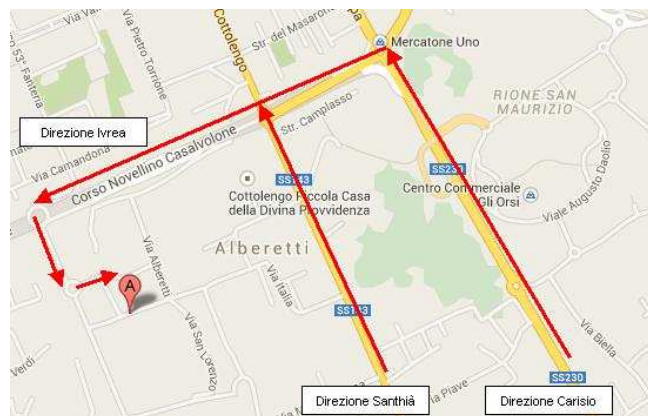 Via Pietro Torrione
Cottolengo
Str. del Masarone
Mercatone Uno
Direzione Ivrea
RIONE SAN
MAURIZIO
Str. Camplasso
Via Camandona
Corso Novellino Casalvolone
SS143
SS230
Cottolengo Piccola Casa
della Divina Provvidenza
Centro Commerciale
Gli Orsi
Viale Augusto Daolio
Alberetti
Via Alberetti
Via Italia
A
SS143
Via San Lorenzo
Via Biella
Verdi
SS230
Direzione Santhià
Direzione Carisio
Piave